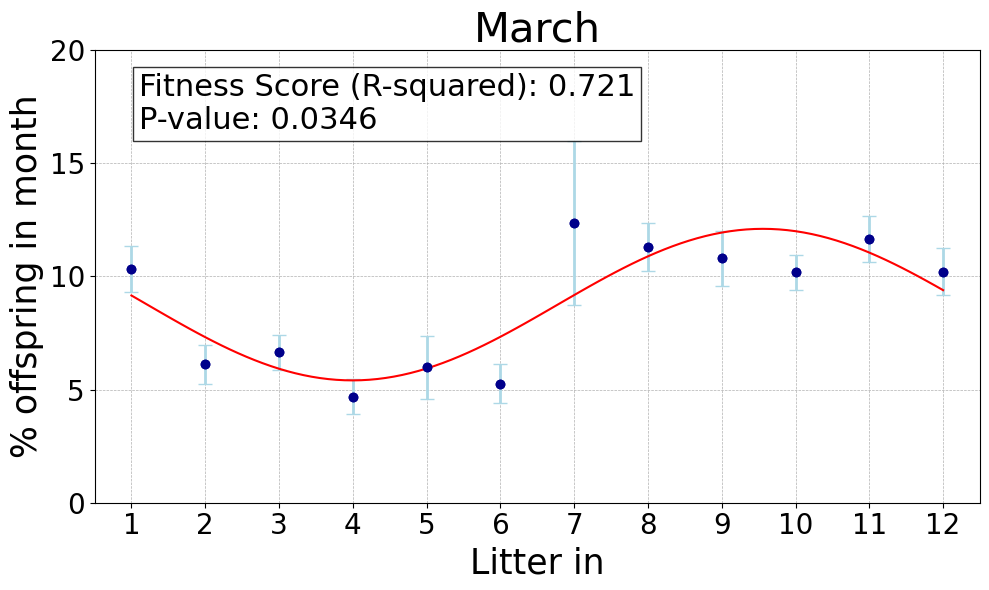 March
Fitness Score (R-squared): 0.721
P-value: 0.0346
% offspring in month
20
15
10
5
0
1 2 3 4 5 6 7 8 9 10 11 12
Litter in